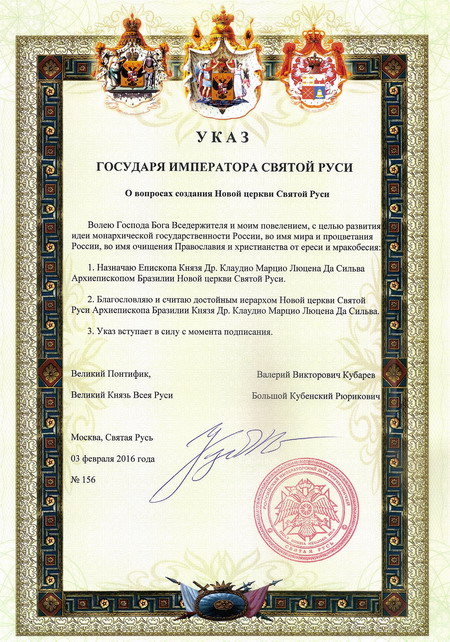 УКАЗ
ГОСУДАРЯ ИМПЕРАТОРА СВЯТОЙ РУСИ
О вопросах создания Новой церкви Святой Руси
Волею Господа Бога Вседержителя и моим повелением, с целью развития
идеи монархической государственности России, во имя мира и процветания
России, во имя очищения Православия и христианства от ереси и мракобесия:
1. Назначаю Епископа Князя Др. Клаудио Марцио Люцена Да Сильва
Архиепископом Бразилии Новой церкви Святой Руси.
2. Благословляю и считаю достойным иерархом Новой церкви Святой
Руси Архиепископа Бразилии Князя Др. Клаудио Марцио Люцена Да Сильва.
3. Указ вступает в силу с момента подписания.
Великий Понтифик, Валерий Викторович Кубарев
Великий Князь Всея Руси Большой Кубенский Рюрикович
Москва, Святая Русь
03 февраля 2016 года
№ 156
СВЯТАЯ РУСЬ